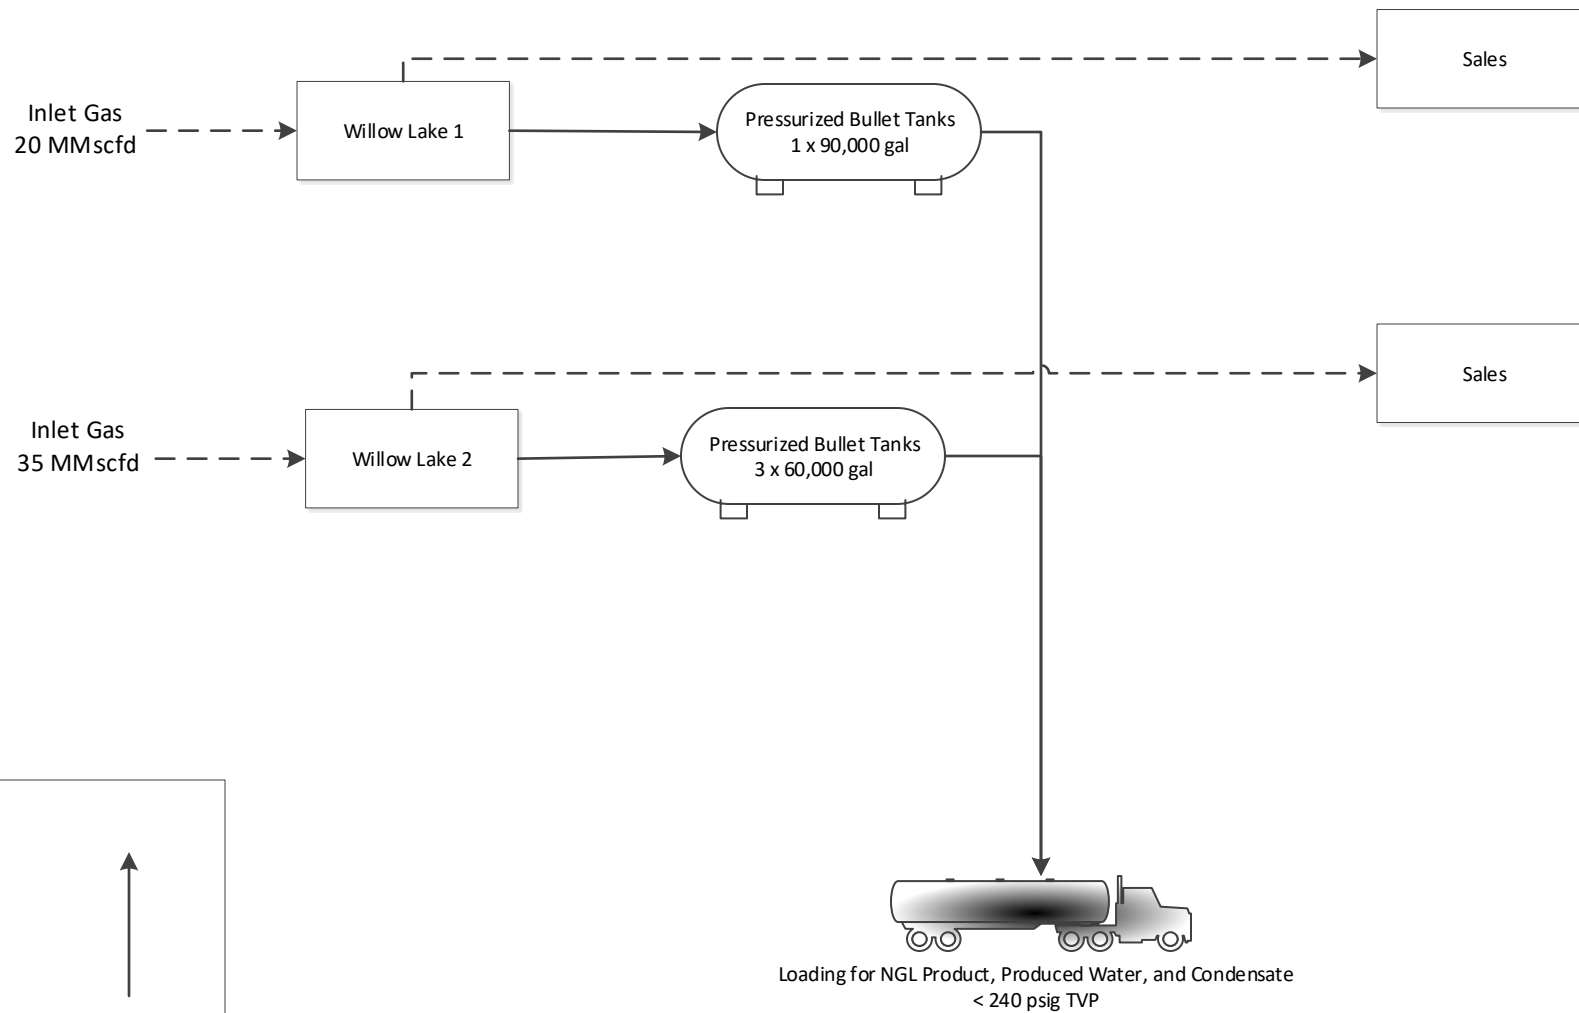 Sales
Inlet Gas
20 MMscfd
Willow Lake 1
Pressurized Bullet Tanks
1 x 90,000 gal
Sales
Inlet Gas
35 MMscfd
Willow Lake 2
Pressurized Bullet Tanks
3 x 60,000 gal
Loading for NGL Product, Produced Water, and Condensate
< 240 psig TVP